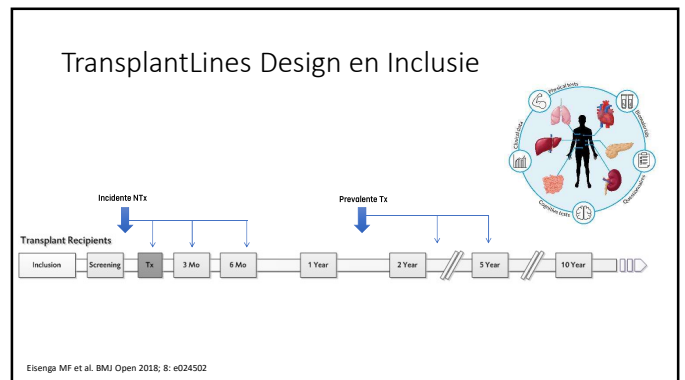 TransplantLines Design en Inclusie
Physical tests
Biomaterials
Questionnaires
Cognitive tests
Clinical data
Incidente NTx
Prevalente Tx
Transplant Recipients
Inclusion
Screening
Tx
3 Mo
6 Mo
1 Year
2 Year
5 Year
10 Year
Eisenga MF et al. BMJ Open 2018; 8: e024502